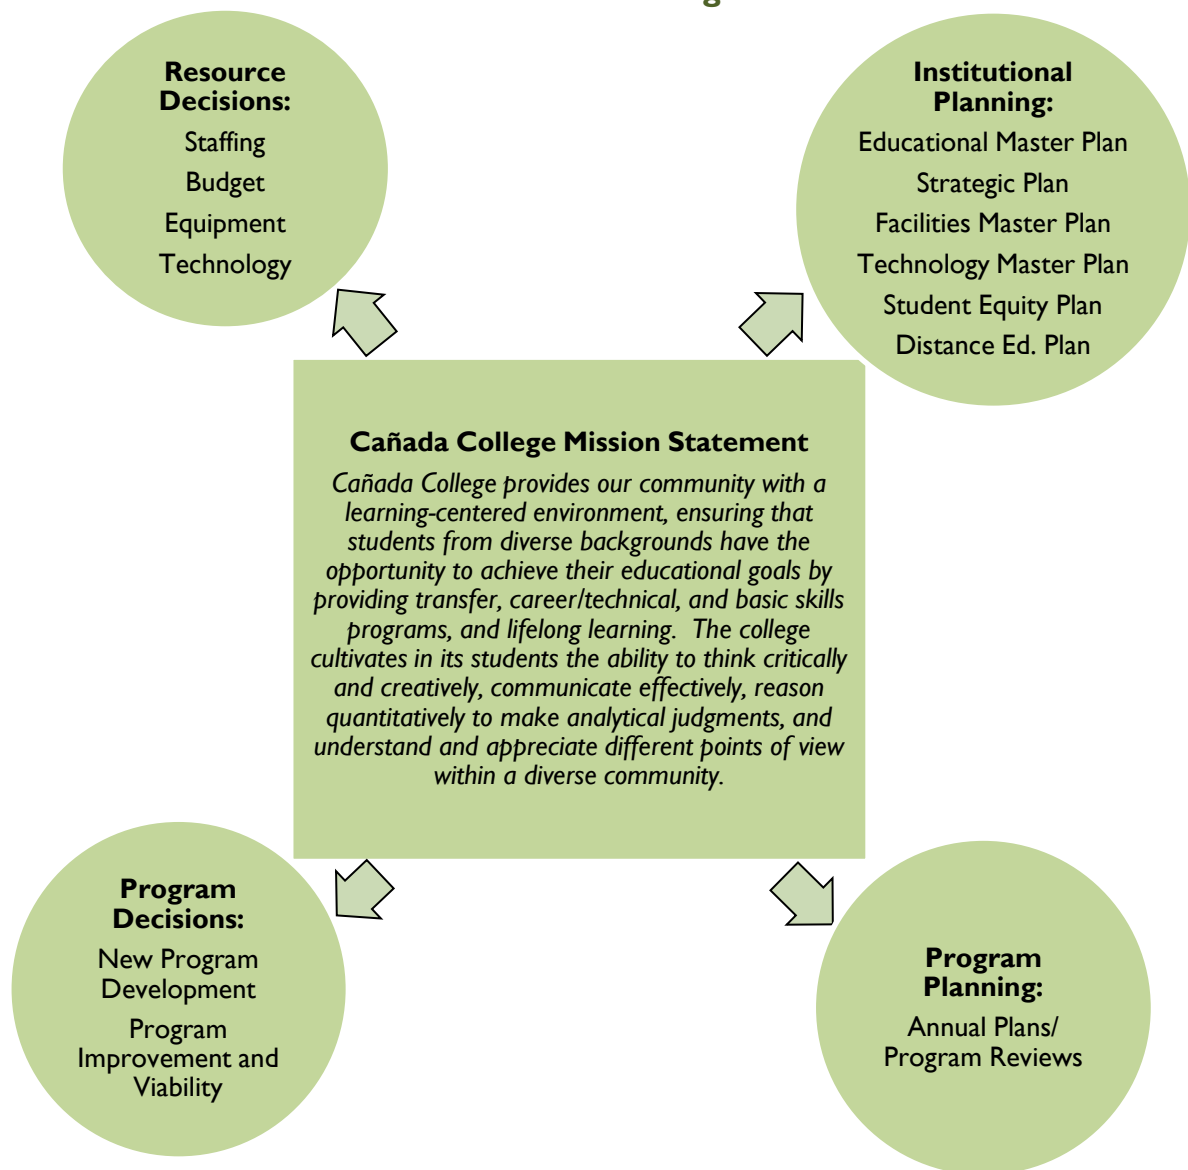 Resource
Decisions:
Staffing
Budget
Equipment
Technology
Institutional
Planning:
Educational Master Plan
Strategic Plan
Facilities Master Plan
Technology Master Plan
Student Equity Plan
Distance Ed. Plan
Cañada College Mission Statement
Cañada College provides our community with a
learning-centered environment, ensuring that
students from diverse backgrounds have the
opportunity to achieve their educational goals by
providing transfer, career/technical, and basic skills
programs, and lifelong learning.  The college
cultivates in its students the ability to think critically
and creatively, communicate effectively, reason
quantitatively to make analytical judgments, and
understand and appreciate different points of view
within a diverse community.
Program
Decisions:
New Program
Development
Program
Improvement and
Viability
Program
Planning:
Annual Plans/
Program Reviews